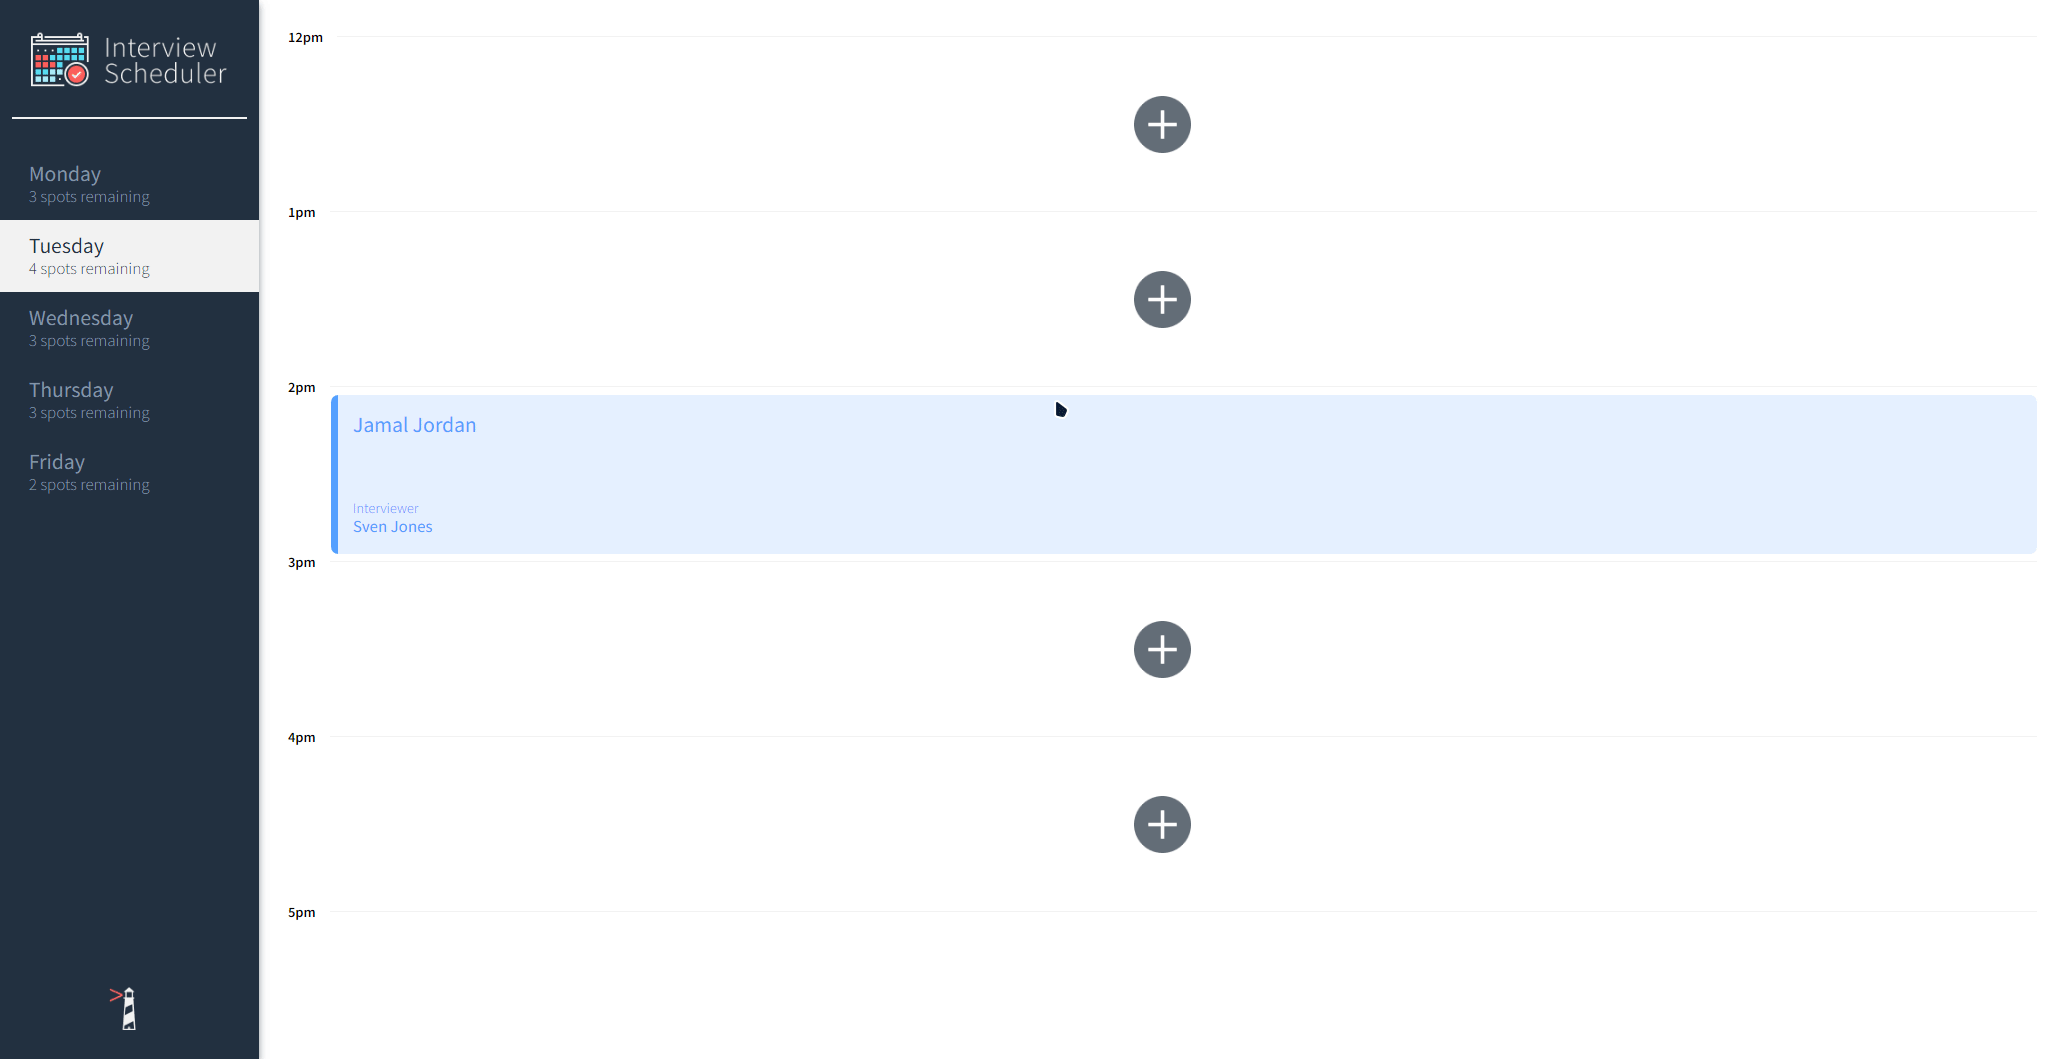 Interview
Scheduler
Monday
3 spots remaining
Tuesday
4 spots remaining
Wednesday
3 spots remaining
Thursday
3 spots remaining
Friday
2 spots remaining
12pm
1pm
2pm
Jamal Jordan
Interviewer
Sven Jones
3pm
4pm
5pm